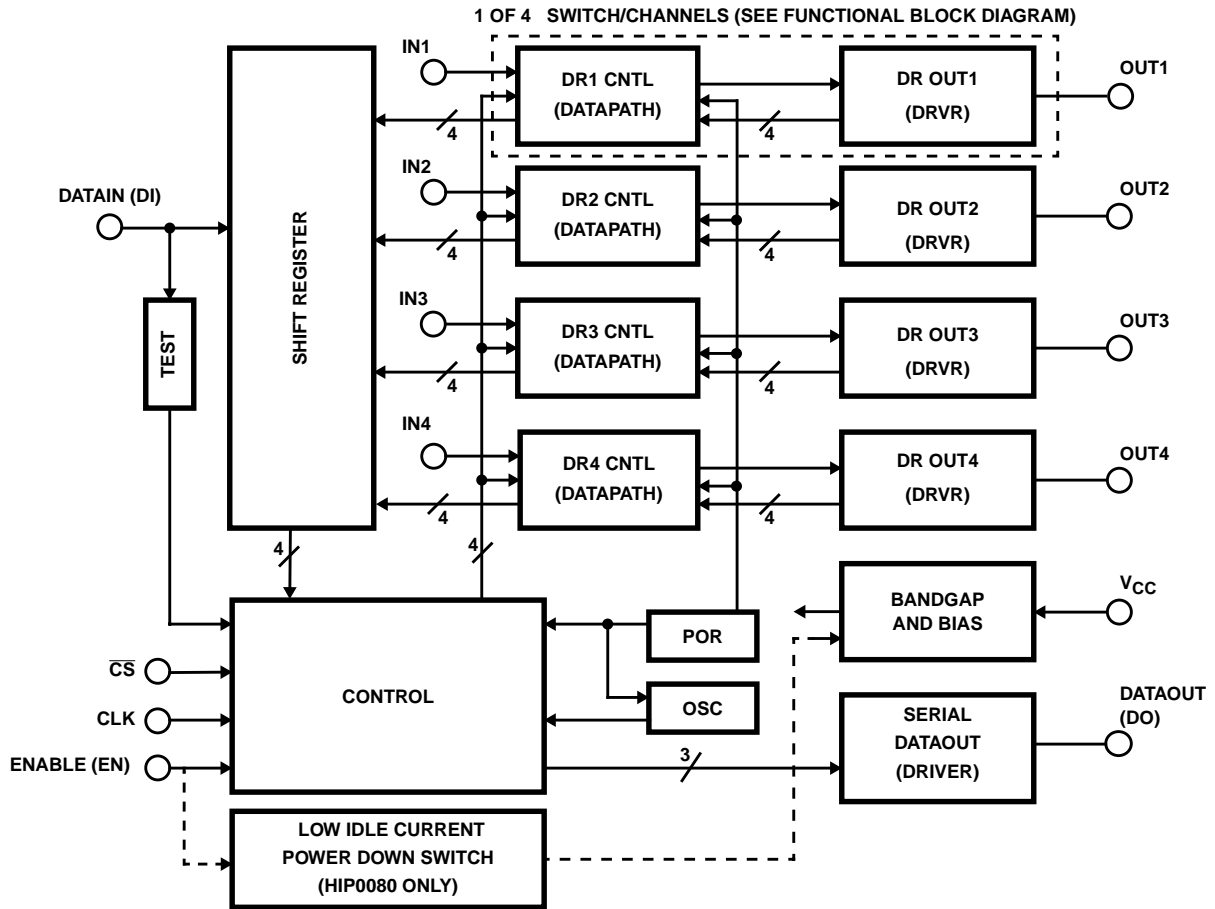 1 OF 4 SWITCH/CHANNELS (SEE FUNCTIONAL BLOCK DIAGRAM)
IN1
DR1 CNTL
(DATAPATH)
DR OUT1
(DRVR)
OUT1
4
4
IN2
DR2 CNTL
(DATAPATH)
DR OUT2
(DRVR)
OUT2
4
4
DATAIN (DI)
SHIFT REGISTER
TEST
IN3
DR3 CNTL
(DATAPATH)
DR OUT3
(DRVR)
OUT3
4
4
IN4
DR4 CNTL
(DATAPATH)
DR OUT4
(DRVR)
OUT4
4
4
4
4
BANDGAP
AND BIAS
VCC
POR
OSC
CS
CLK
ENABLE (EN)
CONTROL
3
SERIAL
DATAOUT
(DRIVER)
DATAOUT
(DO)
LOW IDLE CURRENT
POWER DOWN SWITCH
(HIP0080 ONLY)